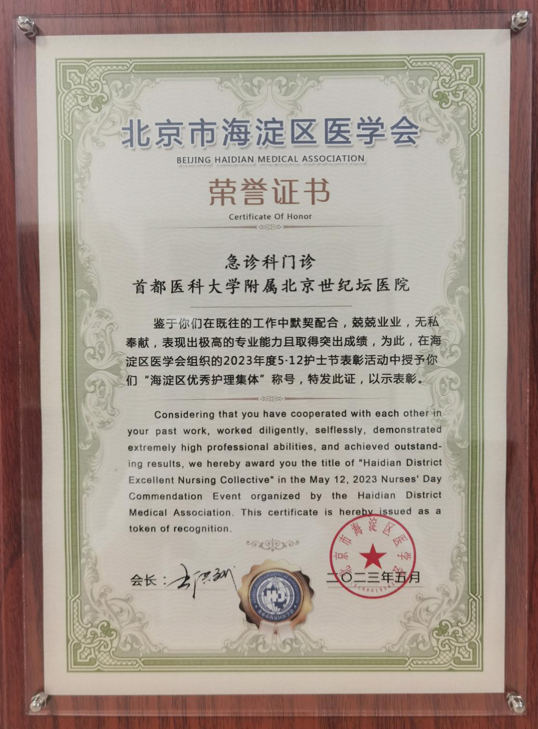 北京市海淀区医学会
BEIJING HAIDIAN MEDICAL ASSOCIATION
荣誉证书
Certificate Of Honor
急诊科门诊
首都医科大学附属北京世纪坛医院
鉴于你们在既往的工作中默契配合，兢兢业业，无私
奉献，表现出极高的专业能力且取得突出成绩，为此，在海
淀区医学会组织的2023年度5·12护士节表彰活动中授予你
们“海淀区优秀护理集体”称号，特发此证，以示表彰。
Considering that you have cooperated with each other in
your past work, worked diligently, selflessly, demonstrated
extremely high professional abilities, and achieved outstand-
ing results, we hereby award you the title of "Haidian District
Excellent Nursing Collective" in the May 12, 2023 Nurses' Day
Commendation Event organized by the Haidian District
Medical Association. This certificate is hereby issued as a
token of recognition.
会长：
北京市海淀区医学会
二〇二三年五月